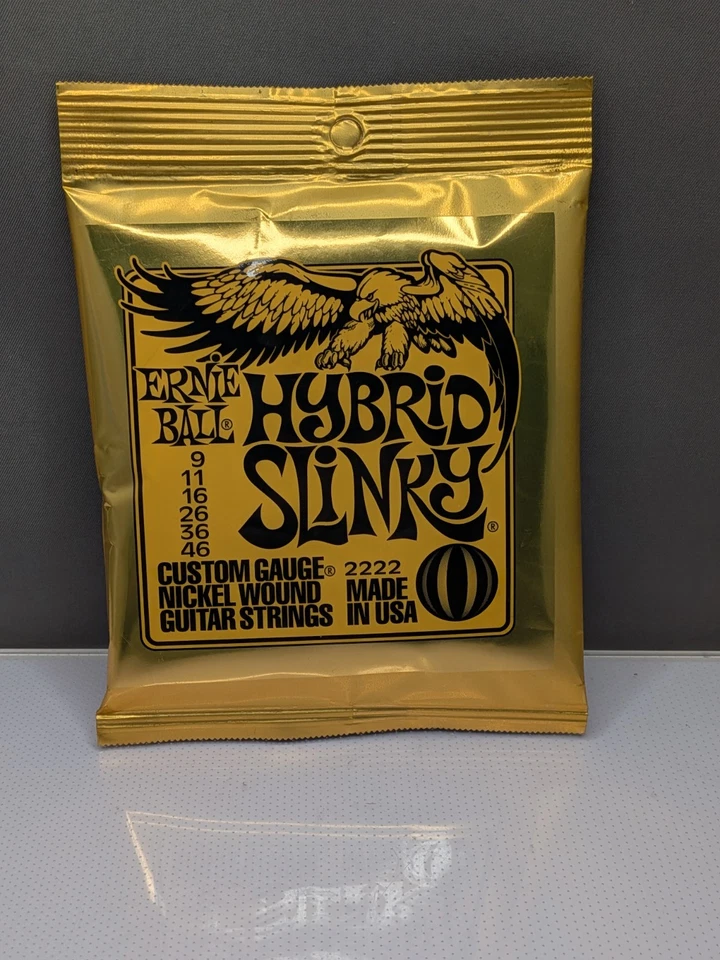 ERNIE
BALL®
HYBRID
SLINKY®
9
11
16
26
36
46
CUSTOM GAUGE®
NICKEL WOUND
GUITAR STRINGS
2222
MADE
IN USA